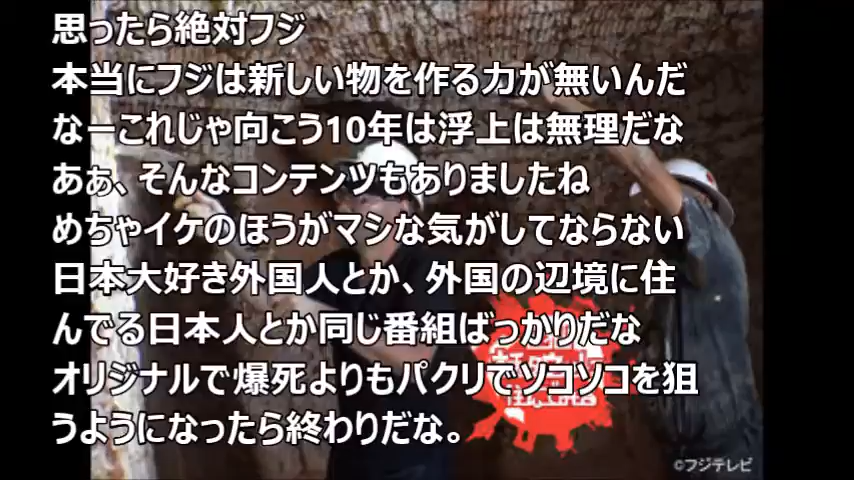 思ったら絶対フジ
本当にフジは新しい物を作る力が無いんだ
なーこれじゃ向こう10年は浮上は無理だな
あぁ、そんなコンテンツもありましたね
めちゃイケのほうがマシな気がしてならない
日本大好き外国人とか、外国の辺境に住
んでる日本人とか同じ番組ばっかりだな
オリジナルで爆死よりもパクリでソコソコを狙
うようになったら終わりだな。
©フジテレビ